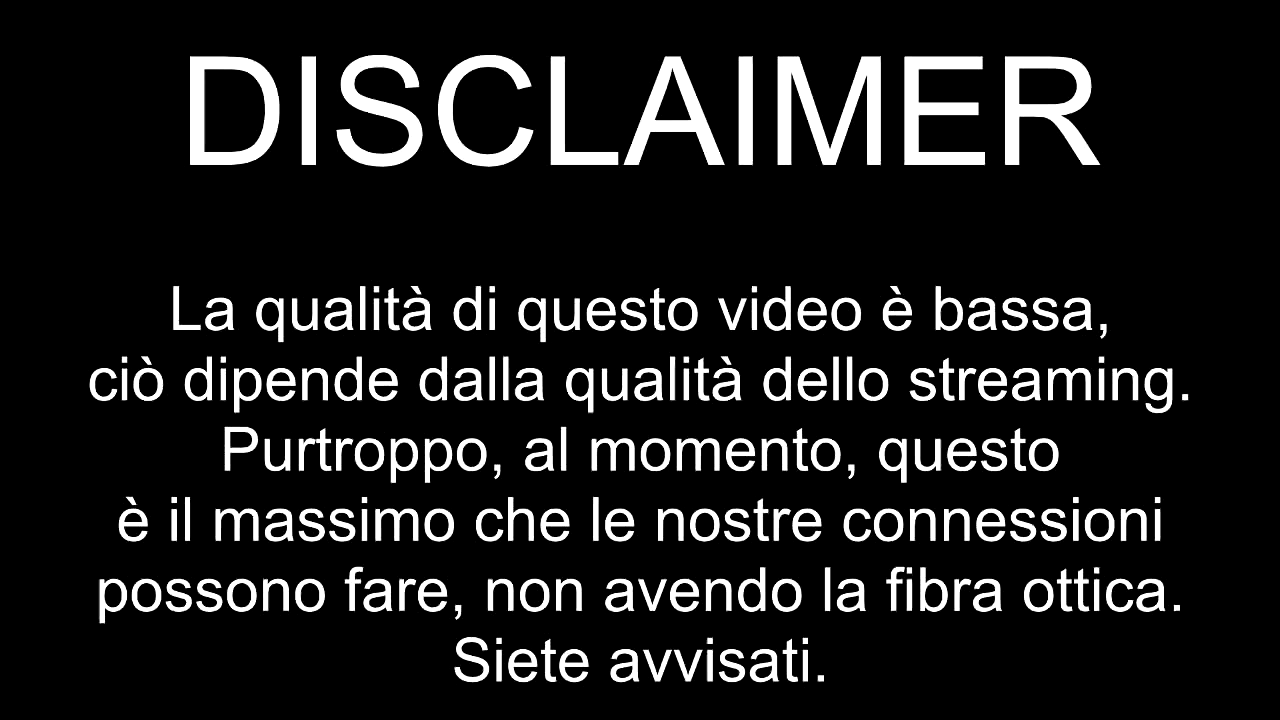 DISCLAIMER
La qualità di questo video è bassa,
ciò dipende dalla qualità dello streaming.
Purtroppo, al momento, questo
è il massimo che le nostre connessioni
possono fare, non avendo la fibra ottica.
Siete avvisati.